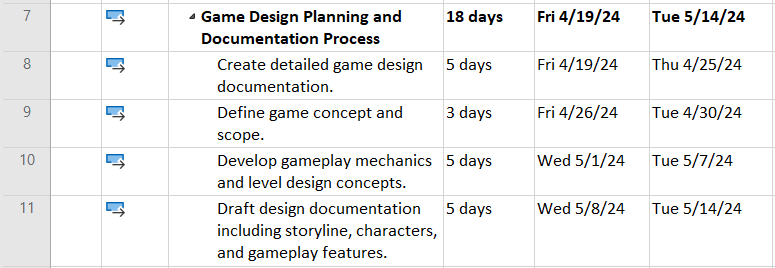 7 Game Design Planning and 18 days Fri 4/19/24 Tue 5/14/24
Documentation Process
8 Create detailed game design 5 days Fri 4/19/24 Thu 4/25/24
documentation.
9 Define game concept and 3 days Fri 4/26/24 Tue 4/30/24
scope.
10 Develop gameplay mechanics 5 days Wed 5/1/24 Tue 5/7/24
and level design concepts.
11 Draft design documentation 5 days Wed 5/8/24 Tue 5/14/24
including storyline, characters,
and gameplay features.